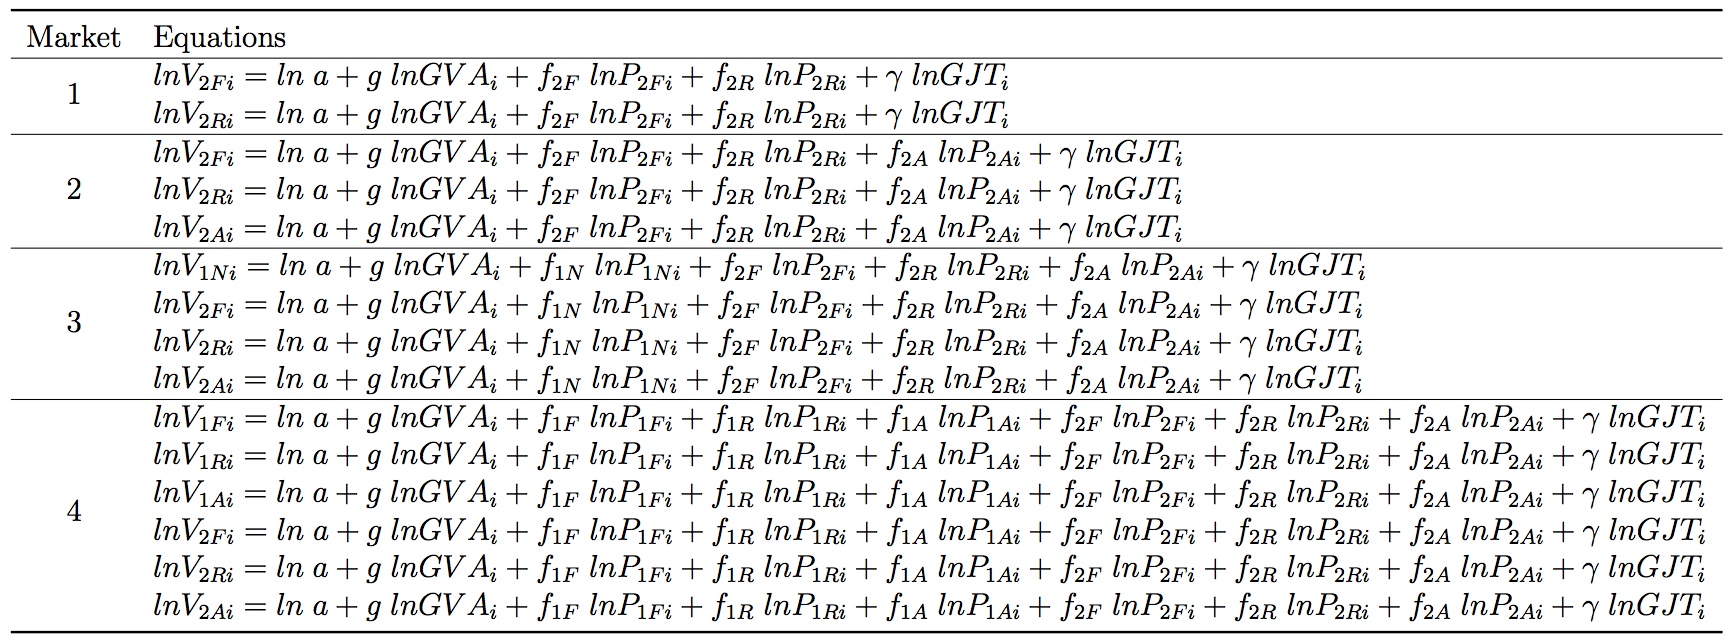 Market Equations
1
lnV_{2Fi} = ln a + g lnGVA_i + f_{2F} lnP_{2Fi} + f_{2R} lnP_{2Ri} + γ lnGJT_i
lnV_{2Ri} = ln a + g lnGVA_i + f_{2F} lnP_{2Fi} + f_{2R} lnP_{2Ri} + γ lnGJT_i
2
lnV_{2Fi} = ln a + g lnGVA_i + f_{2F} lnP_{2Fi} + f_{2R} lnP_{2Ri} + f_{2A} lnP_{2Ai} + γ lnGJT_i
lnV_{2Ri} = ln a + g lnGVA_i + f_{2F} lnP_{2Fi} + f_{2R} lnP_{2Ri} + f_{2A} lnP_{2Ai} + γ lnGJT_i
lnV_{2Ai} = ln a + g lnGVA_i + f_{2F} lnP_{2Fi} + f_{2R} lnP_{2Ri} + f_{2A} lnP_{2Ai} + γ lnGJT_i
3
lnV_{1Ni} = ln a + g lnGVA_i + f_{1N} lnP_{1Ni} + f_{2F} lnP_{2Fi} + f_{2R} lnP_{2Ri} + f_{2A} lnP_{2Ai} + γ lnGJT_i
lnV_{2Fi} = ln a + g lnGVA_i + f_{1N} lnP_{1Ni} + f_{2F} lnP_{2Fi} + f_{2R} lnP_{2Ri} + f_{2A} lnP_{2Ai} + γ lnGJT_i
lnV_{2Ri} = ln a + g lnGVA_i + f_{1N} lnP_{1Ni} + f_{2F} lnP_{2Fi} + f_{2R} lnP_{2Ri} + f_{2A} lnP_{2Ai} + γ lnGJT_i
lnV_{2Ai} = ln a + g lnGVA_i + f_{1N} lnP_{1Ni} + f_{2F} lnP_{2Fi} + f_{2R} lnP_{2Ri} + f_{2A} lnP_{2Ai} + γ lnGJT_i
4
lnV_{1Fi} = ln a + g lnGVA_i + f_{1F} lnP_{1Fi} + f_{1R} lnP_{1Ri} + f_{1A} lnP_{1Ai} + f_{2F} lnP_{2Fi} + f_{2R} lnP_{2Ri} + f_{2A} lnP_{2Ai} + γ lnGJT_i
lnV_{1Ri} = ln a + g lnGVA_i + f_{1F} lnP_{1Fi} + f_{1R} lnP_{1Ri} + f_{1A} lnP_{1Ai} + f_{2F} lnP_{2Fi} + f_{2R} lnP_{2Ri} + f_{2A} lnP_{2Ai} + γ lnGJT_i
lnV_{1Ai} = ln a + g lnGVA_i + f_{1F} lnP_{1Fi} + f_{1R} lnP_{1Ri} + f_{1A} lnP_{1Ai} + f_{2F} lnP_{2Fi} + f_{2R} lnP_{2Ri} + f_{2A} lnP_{2Ai} + γ lnGJT_i
lnV_{2Fi} = ln a + g lnGVA_i + f_{1F} lnP_{1Fi} + f_{1R} lnP_{1Ri} + f_{1A} lnP_{1Ai} + f_{2F} lnP_{2Fi} + f_{2R} lnP_{2Ri} + f_{2A} lnP_{2Ai} + γ lnGJT_i
lnV_{2Ri} = ln a + g lnGVA_i + f_{1F} lnP_{1Fi} + f_{1R} lnP_{1Ri} + f_{1A} lnP_{1Ai} + f_{2F} lnP_{2Fi} + f_{2R} lnP_{2Ri} + f_{2A} lnP_{2Ai} + γ lnGJT_i
lnV_{2Ai} = ln a + g lnGVA_i + f_{1F} lnP_{1Fi} + f_{1R} lnP_{1Ri} + f_{1A} lnP_{1Ai} + f_{2F} lnP_{2Fi} + f_{2R} lnP_{2Ri} + f_{2A} lnP_{2Ai} + γ lnGJT_i